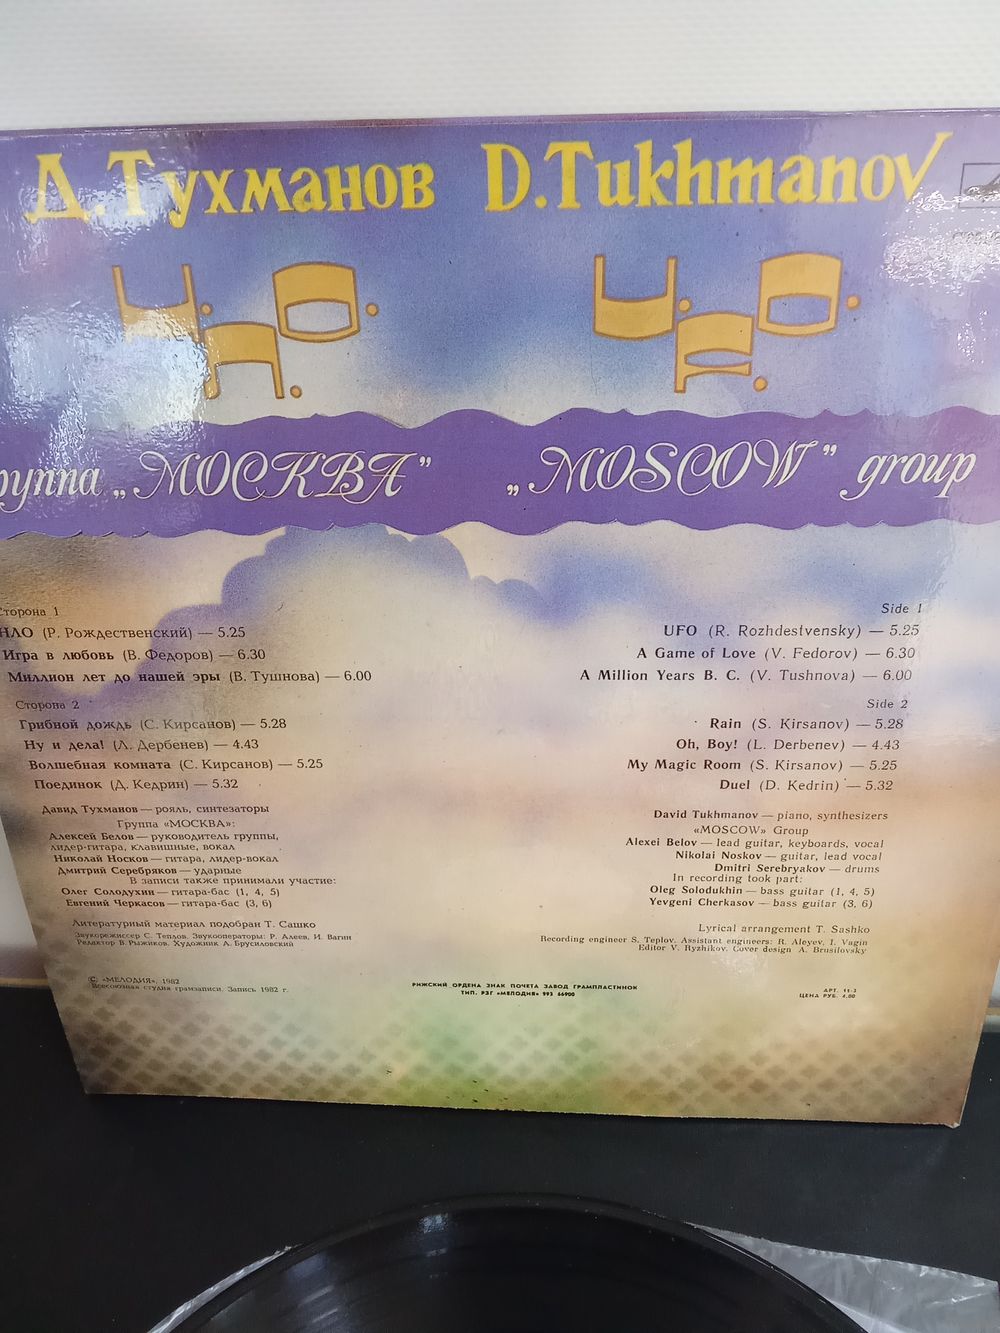 Д.Тухманов D.Tukhmanov
Н.Л.О. U.F.O.
„МОСКВА” „MOSCOW” group
Сторона 1
НЛО (Р. Рождественский) — 5.25
Игра в любовь (В. Федоров) — 6.30
Миллион лет до нашей эры (В. Тушнова) — 6.00
Сторона 2
Грибной дождь (С. Кирсанов) — 5.28
Ну и дела! (Л. Дербенев) — 4.43
Волшебная комната (С. Кирсанов) — 5.25
Поединок (Д. Кедрин) — 5.32
Давид Тухманов — рояль, синтезаторы
Группа «МОСКВА»:
Алексей Белов — руководитель группы,
лидер-гитара, клавишные, вокал
Николай Носков — гитара, лидер-вокал
Дмитрий Серебряков — ударные
В записи также принимали участие:
Олег Солодухин — гитара-бас (1, 4, 5)
Евгений Черкасов — гитара-бас (3, 6)
Литературный материал подобран Т. Сашко
Звукорежиссер С. Теплов. Звукооператоры: Р. Алеев, И. Вагин
Редактор В. Рыжиков. Художник А. Брусиловский
© «МЕЛОДИЯ», 1982
Всесоюзная студия грамзаписи. Запись 1982 г.
Side 1
UFO (R. Rozhdestvensky) — 5.25
A Game of Love (V. Fedorov) — 6.30
A Million Years B. C. (V. Tushnova) — 6.00
Side 2
Rain (S. Kirsanov) — 5.28
Oh, Boy! (L. Derbenev) — 4.43
My Magic Room (S. Kirsanov) — 5.25
Duel (D. Kedrin) — 5.32
David Tukhmanov — piano, synthesizers
«MOSCOW» Group
Alexei Belov — lead guitar, keyboards, vocal
Nikolai Noskov — guitar, lead vocal
Dmitri Serebryakov — drums
In recording took part:
Oleg Solodukhin — bass guitar (1, 4, 5)
Yevgeni Cherkasov — bass guitar (3, 6)
Lyrical arrangement T. Sashko
Recording engineer S. Teplov. Assistant engineers: R. Aleyev, I. Vagin
Editor V. Ryzhikov. Cover design A. Brusilovsky
РИЖСКИЙ ОРДЕНА ЗНАК ПОЧЕТА ЗАВОД ГРАМПЛАСТИНОК
ТИП. РЗГ «МЕЛОДИЯ» 993 66900
АРТ. 11-2
ЦЕНА РУБ. 4.00